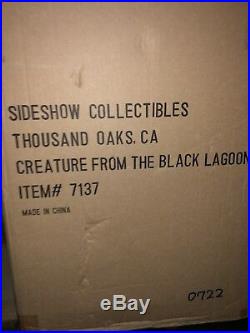 SIDESHOW COLLECTIBLES
THOUSAND OAKS, CA
CREATURE FROM THE BLACK LAGOON
ITEM# 7137
MADE IN CHINA
0722